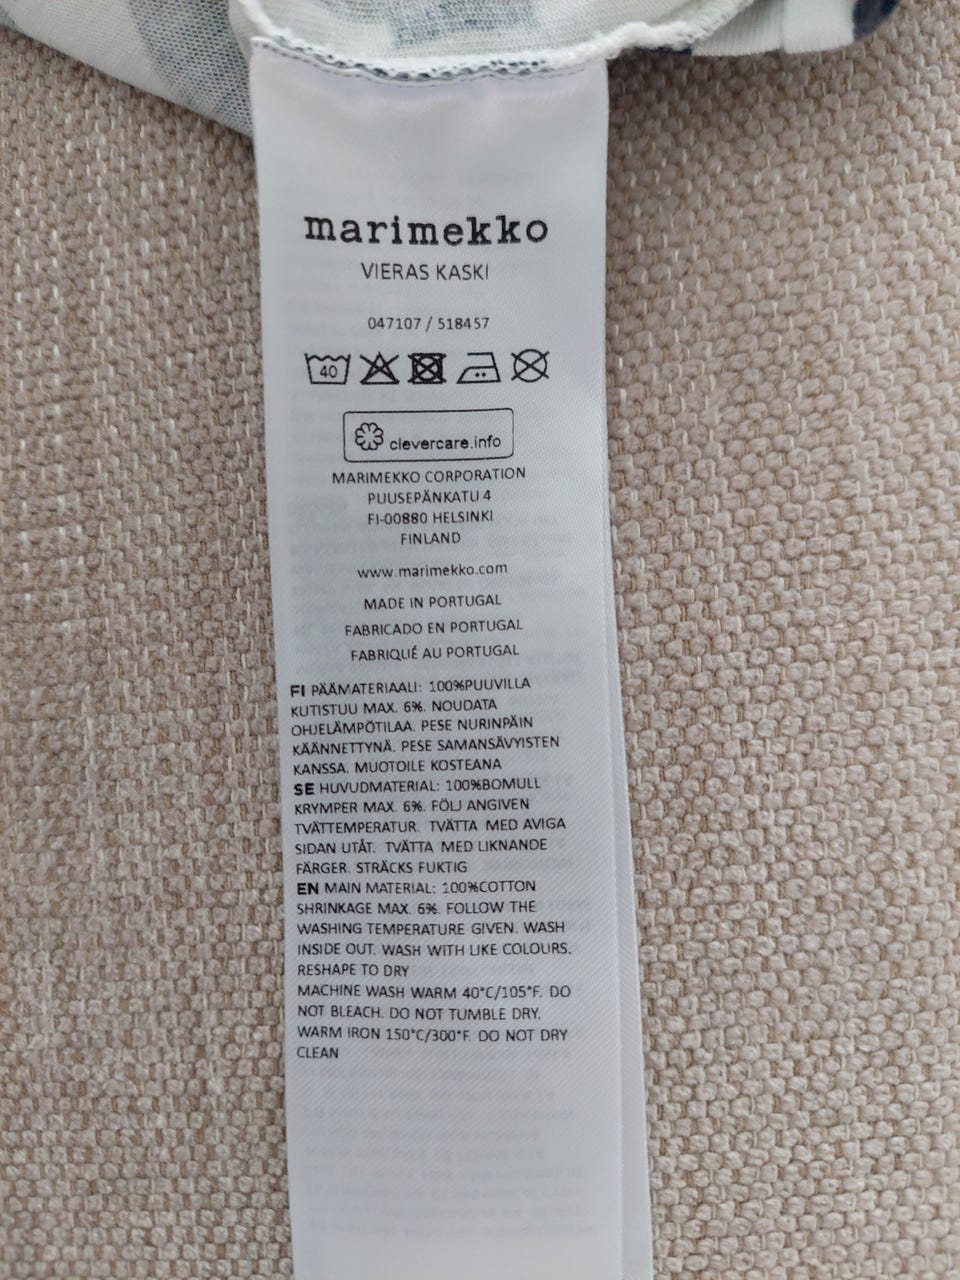 marimekko
VIERAS KASKI
047107 / 518457
40
clevercare.info
MARIMEKKO CORPORATION
PUUSEPÄNKATU 4
FI-00880 HELSINKI
FINLAND
www.marimekko.com
MADE IN PORTUGAL
FABRICADO EN PORTUGAL
FABRIQUÉ AU PORTUGAL
FI PÄÄMATERIAALI: 100%PUUVILLA
KUTISTUU MAX. 6%. NOUDATA
OHJELÄMPÖTILAA. PESE NURINPÄIN
KÄÄNNETTYNÄ. PESE SAMANSÄVYISTEN
KANSSA. MUOTOILE KOSTEANA
SE HUVUDMATERIAL: 100%BOMULL
KRYMPER MAX. 6%. FÖLJ ANGIVEN
TVÄTTEMPERATUR. TVÄTTA MED AVIGA
SIDAN UTÅT. TVÄTTA MED LIKNANDE
FÄRGER. STRÄCKS FUKTIG
EN MAIN MATERIAL: 100%COTTON
SHRINKAGE MAX. 6%. FOLLOW THE
WASHING TEMPERATURE GIVEN. WASH
INSIDE OUT. WASH WITH LIKE COLOURS.
RESHAPE TO DRY
MACHINE WASH WARM 40°C/105°F. DO
NOT BLEACH. DO NOT TUMBLE DRY.
WARM IRON 150°C/300°F. DO NOT DRY
CLEAN